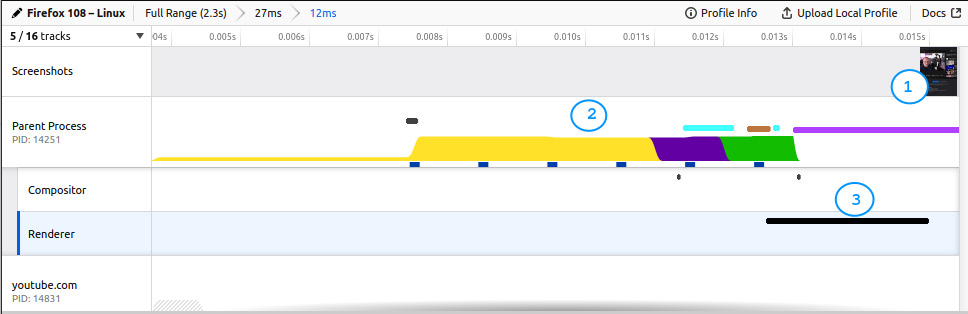 Firefox 108 – Linux Full Range (2.3s) 27ms 12ms Profile Info Upload Local Profile Docs
5 / 16 tracks 04s 0.005s 0.006s 0.007s 0.008s 0.009s 0.010s 0.011s 0.012s 0.013s 0.014s 0.015s
Screenshots
1
2
Parent Process
PID: 14251
Compositor
3
Renderer
youtube.com
PID: 14831